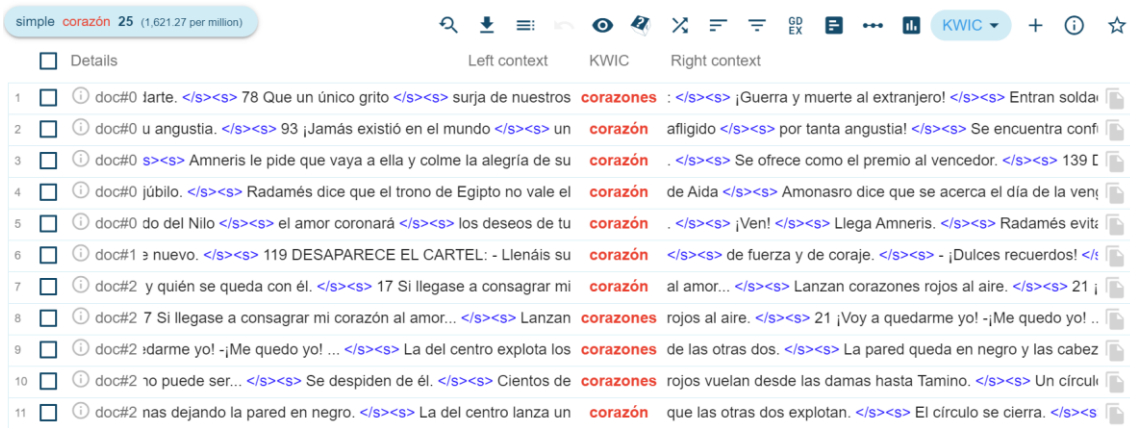 simple corazón 25 (1,621.27 per million) GD EX KWIC
Details Left context KWIC Right context
1 doc#0 darte. </s><s> 78 Que un único grito </s><s> surja de nuestros corazones : </s><s> ¡Guerra y muerte al extranjero! </s><s> Entran solda
2 doc#0 u angustia. </s><s> 93 ¡Jamás existió en el mundo </s><s> un corazón afligido </s><s> por tanta angustia! </s><s> Se encuentra conf
3 doc#0 s><s> Amneris le pide que vaya a ella y colme la alegría de su corazón . </s><s> Se ofrece como el premio al vencedor. </s><s> 139 D
4 doc#0 júbilo. </s><s> Radamés dice que el trono de Egipto no vale el corazón de Aida </s><s> Amonasro dice que se acerca el día de la veng
5 doc#0 do del Nilo </s><s> el amor coronará </s><s> los deseos de tu corazón . </s><s> ¡Ven! </s><s> Llega Amneris. </s><s> Radamés evita
6 doc#1 e nuevo. </s><s> 119 DESAPARECE EL CARTEL: - Llenáis su corazón </s><s> de fuerza y de coraje. </s><s> - ¡Dulces recuerdos! </s
7 doc#2 y quién se queda con él. </s><s> 17 Si llegase a consagrar mi corazón al amor... </s><s> Lanzan corazones rojos al aire. </s><s> 21 ¡
8 doc#2 7 Si llegase a consagrar mi corazón al amor... </s><s> Lanzan corazones rojos al aire. </s><s> 21 ¡Voy a quedarme yo! -¡Me quedo yo! ..
9 doc#2 edarme yo! -¡Me quedo yo! ... </s><s> La del centro explota los corazones de las otras dos. </s><s> La pared queda en negro y las cabez
10 doc#2 no puede ser... </s><s> Se despiden de él. </s><s> Cientos de corazones rojos vuelan desde las damas hasta Tamino. </s><s> Un círcul
11 doc#2 nas dejando la pared en negro. </s><s> La del centro lanza un corazón que las otras dos explotan. </s><s> El círculo se cierra. </s><s